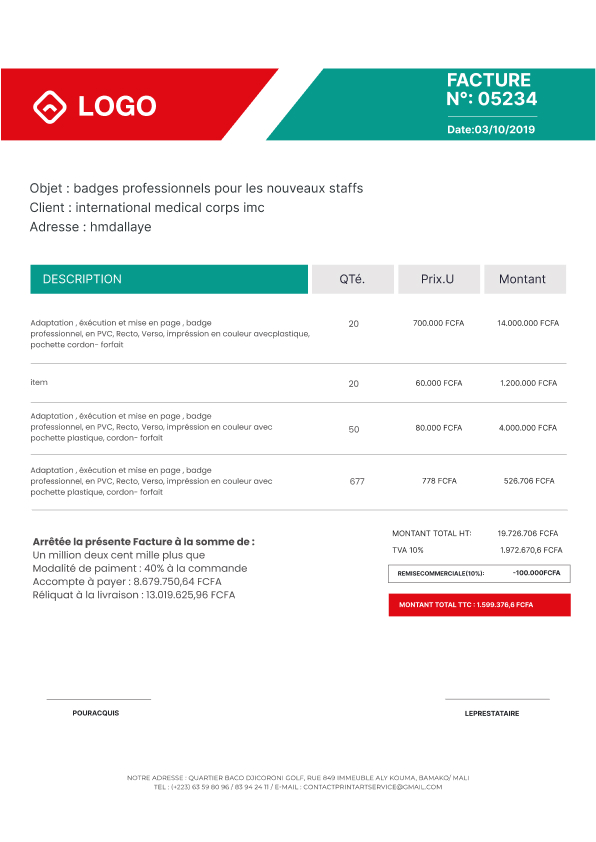 LOGO
FACTURE
N°: 05234
Date:03/10/2019
Objet : badges professionnels pour les nouveaux staffs
Client : international medical corps imc
Adresse : hmdallaye
DESCRIPTION QTé. Prix.U Montant
Adaptation , éxécution et mise en page , badge
professionnel, en PVC, Recto, Verso, impréssion en couleur avecplastique,
pochette cordon- forfait
20 700.000 FCFA 14.000.000 FCFA
item 20 60.000 FCFA 1.200.000 FCFA
Adaptation , éxécution et mise en page , badge
professionnel, en PVC, Recto, Verso, impréssion en couleur avec
pochette plastique, cordon- forfait
50 80.000 FCFA 4.000.000 FCFA
Adaptation , éxécution et mise en page , badge
professionnel, en PVC, Recto, Verso, impréssion en couleur avec
pochette plastique, cordon- forfait
677 778 FCFA 526.706 FCFA
Arrêtée la présente Facture à la somme de :
Un million deux cent mille plus que
Modalité de paiment : 40% à la commande
Accompte à payer : 8.679.750,64 FCFA
Réliquat à la livraison : 13.019.625,96 FCFA
MONTANT TOTAL HT: 19.726.706 FCFA
TVA 10% 1.972.670,6 FCFA
REMISECOMMERCIALE(10%): -100.000FCFA
MONTANT TOTAL TTC : 1.599.376,6 FCFA
POURACQUIS
LEPRESTATAIRE
NOTRE ADRESSE : QUARTIER BACO DJICORONI GOLF, RUE 849 IMMEUBLE ALY KOUMA, BAMAKO/ MALI
TEL : (+223) 63 59 80 96 / 83 94 24 11 / E-MAIL : CONTACTPRINTARTSERVICE@GMAIL.COM